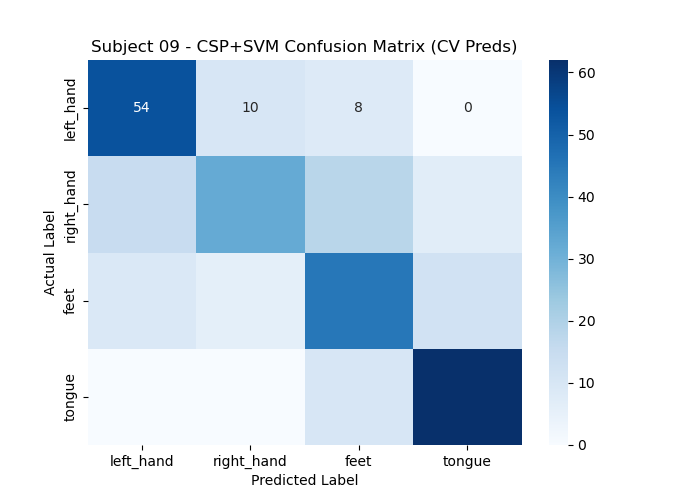 Subject 09 - CSP+SVM Confusion Matrix (CV Preds)
Actual Label
left_hand
right_hand
feet
tongue
54 10 8 0
left_hand right_hand feet tongue
Predicted Label
60
50
40
30
20
10
0